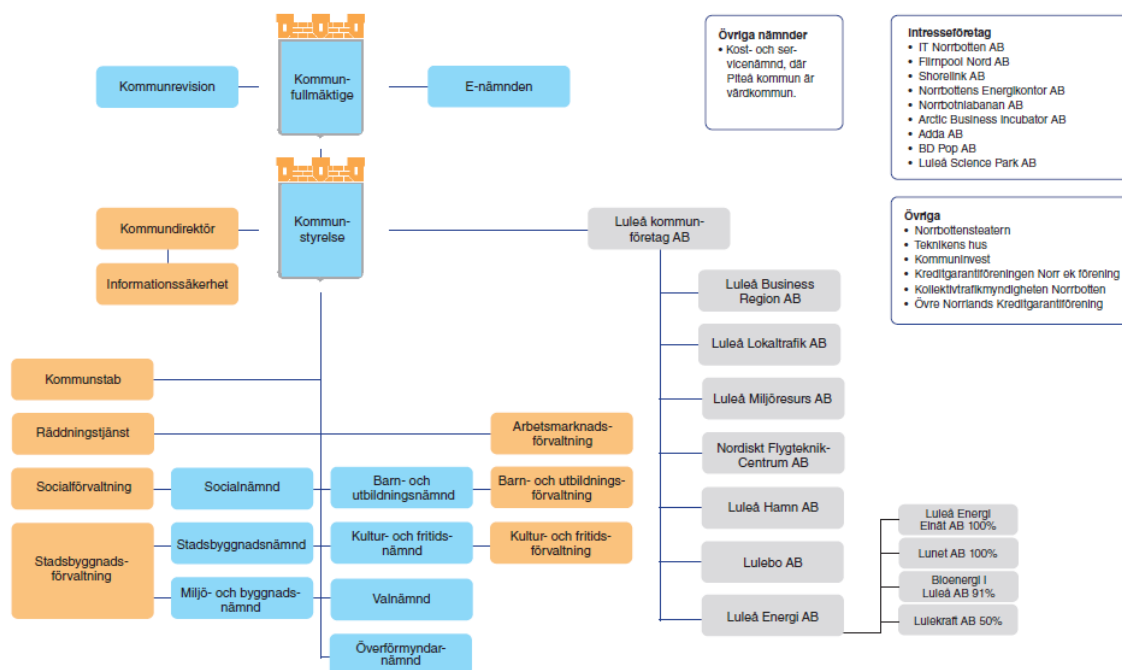 Kommunrevision
Kommun-
fullmäktige
E-nämnden
Övriga nämnder
• Kost- och ser-
vicenämnd, där
Piteå kommun är
värdkommun.
Intresseföretag
• IT Norrbotten AB
• Filmpool Nord AB
• Shorelink AB
• Norrbottens Energikontor AB
• Norrbotniabanan AB
• Arctic Business Incubator AB
• Adda AB
• BD Pop AB
• Luleå Science Park AB
Kommundirektör
Informationssäkerhet
Kommun-
styrelse
Luleå kommun-
företag AB
Övriga
• Norrbottensteatern
• Teknikens hus
• Kommuninvest
• Kreditgarantiföreningen Norr ek förening
• Kollektivtrafikmyndigheten Norrbotten
• Övre Norrlands Kreditgarantiförening
Luleå Business
Region AB
Luleå Lokaltrafik AB
Luleå Miljöresurs AB
Nordiskt Flygteknik-
Centrum AB
Luleå Hamn AB
Lulebo AB
Luleå Energi AB
Luleå Energi
Elnät AB 100%
Lunet AB 100%
Bioenergi i
Luleå AB 91%
Lulekraft AB 50%
Kommunstab
Räddningstjänst
Arbetsmarknads-
förvaltning
Socialförvaltning
Socialnämnd
Barn- och
utbildningsnämnd
Barn- och utbildnings-
förvaltning
Stadsbyggnads-
förvaltning
Stadsbyggnadsnämnd
Kultur- och fritids-
nämnd
Kultur- och fritids-
förvaltning
Miljö- och byggnads-
nämnd
Valnämnd
Överförmyndar-
nämnd